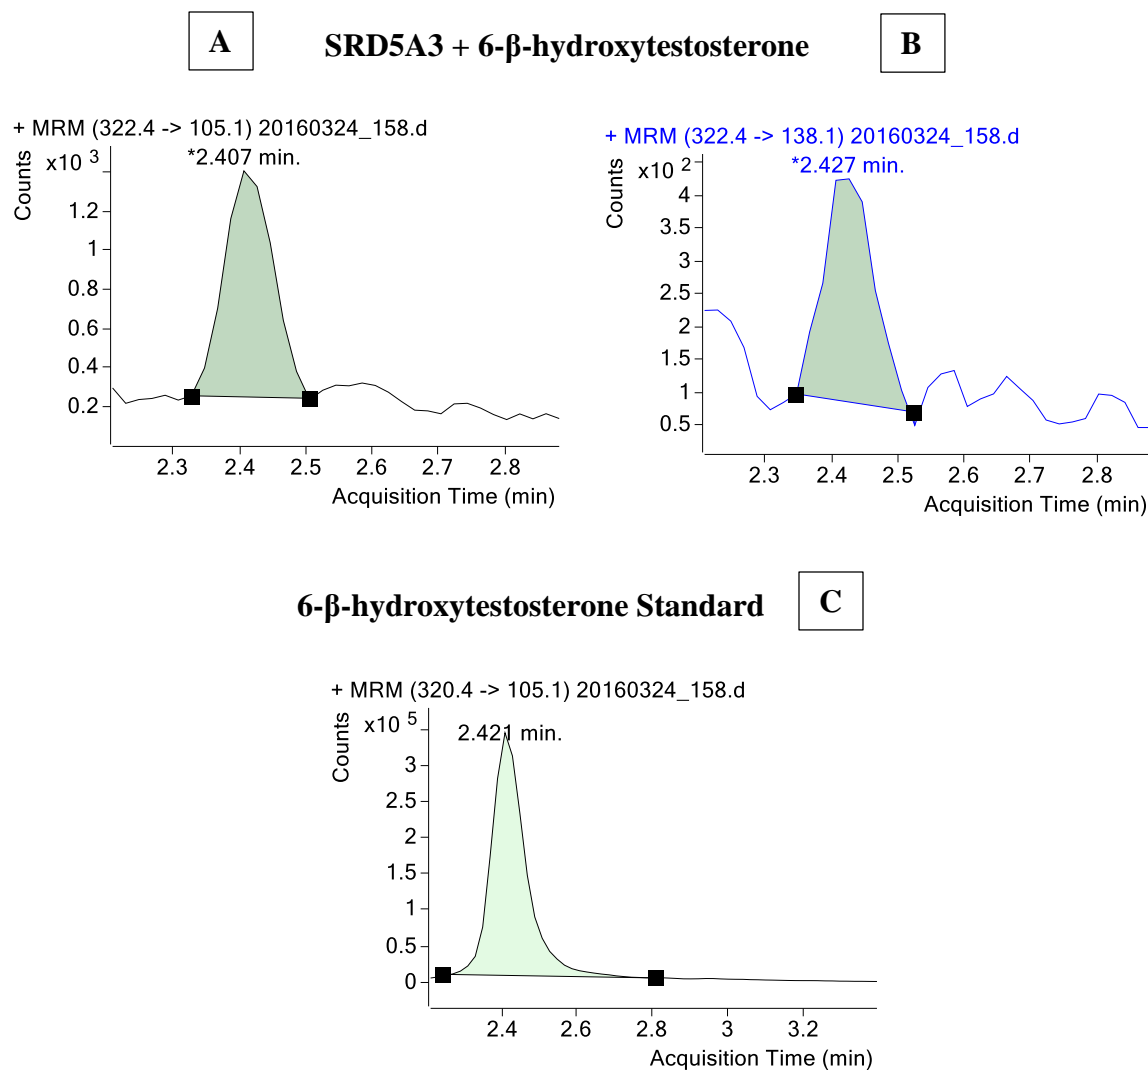 A
SRD5A3 + 6-β-hydroxytestosterone
B
+ MRM (322.4 -> 105.1) 20160324_158.d
Counts
x10 3
*2.407 min.
1.2
1
0.8
0.6
0.4
0.2
2.3 2.4 2.5 2.6 2.7 2.8
Acquisition Time (min)
+ MRM (322.4 -> 138.1) 20160324_158.d
Counts
x10 2
*2.427 min.
4
3.5
3
2.5
2
1.5
1
0.5
2.3 2.4 2.5 2.6 2.7 2.8
Acquisition Time (min)
6-β-hydroxytestosterone Standard
C
+ MRM (320.4 -> 105.1) 20160324_158.d
Counts
x10 5
2.421 min.
3
2.5
2
1.5
1
0.5
0
2.4 2.6 2.8 3 3.2
Acquisition Time (min)